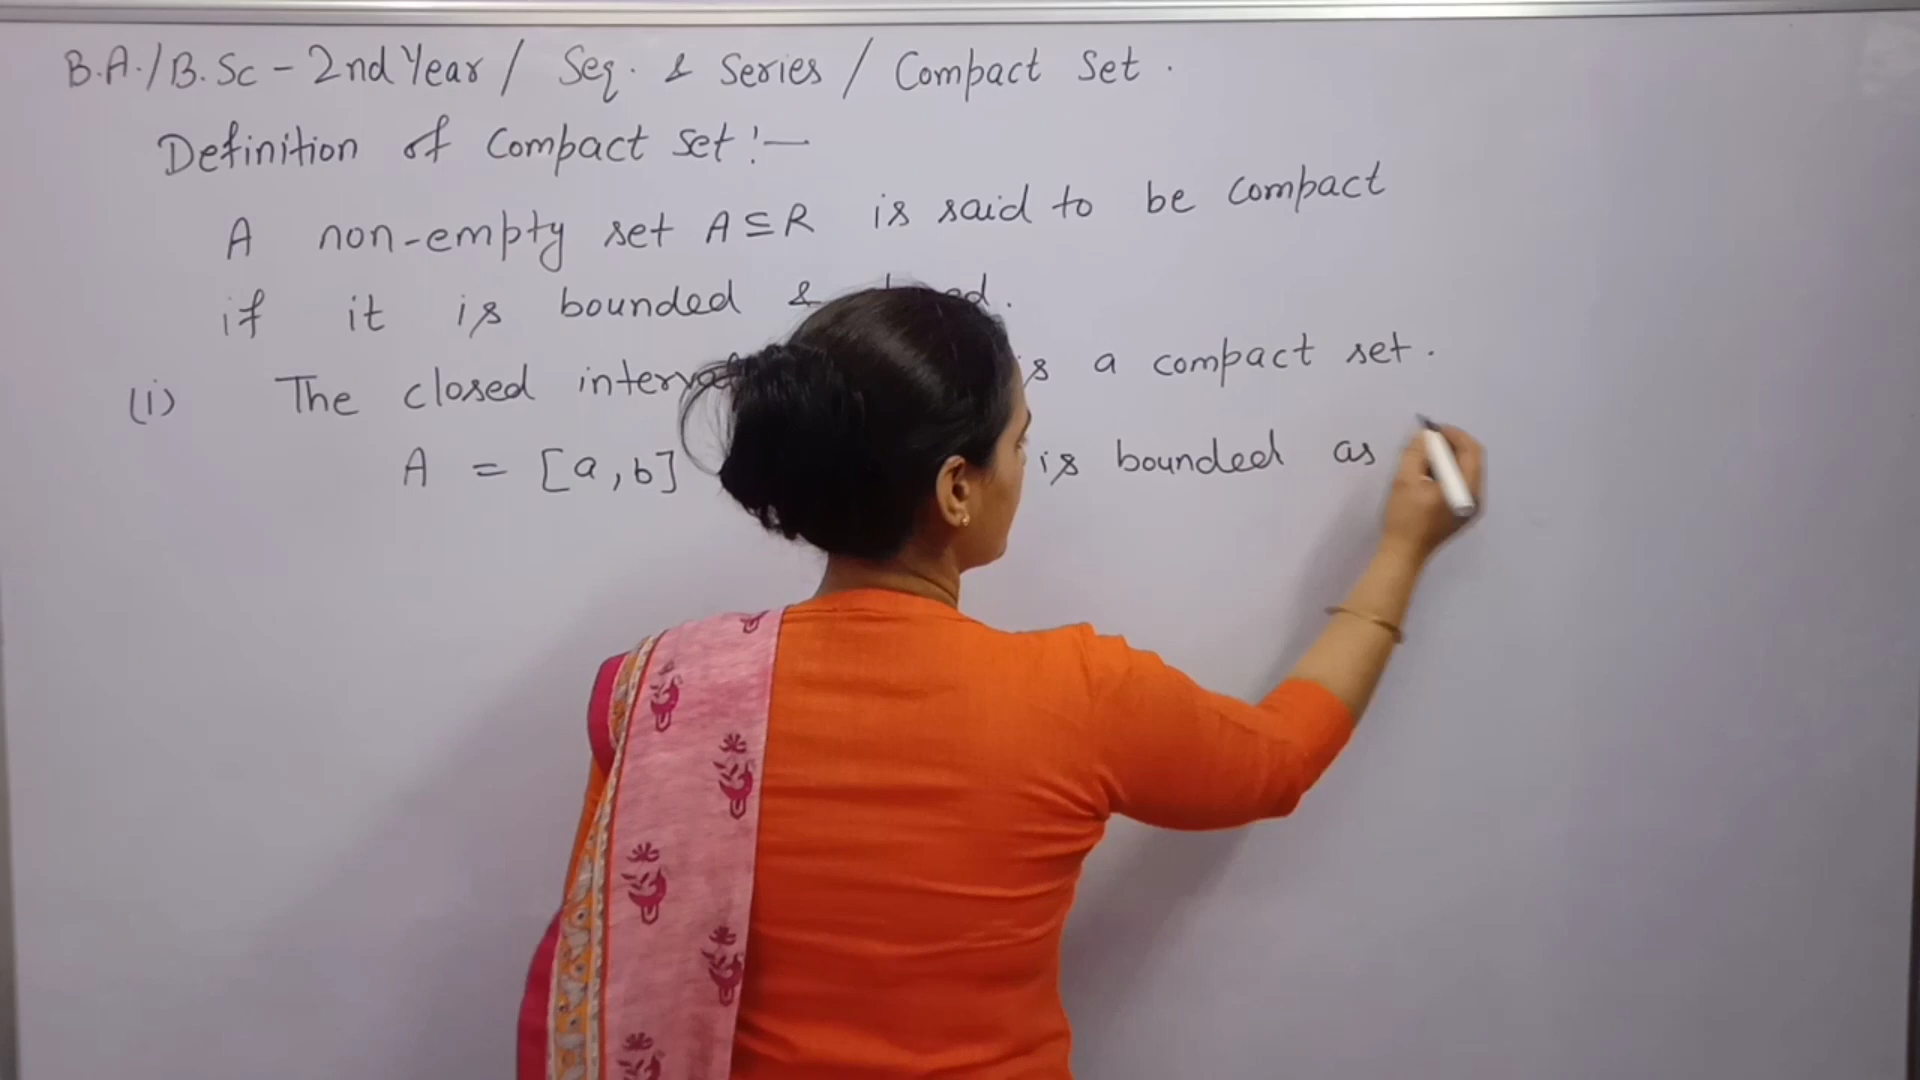 B.A./B.Sc - 2nd Year / Seq. & Series / Compact Set.
Definition of Compact set :-
A non-empty set A ⊆ R is said to be compact
if it is bounded &
(i) The closed interval is a compact set.
A = [a, b] is bounded as